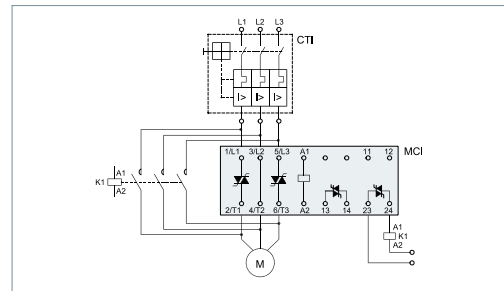 L1 L2 L3
CTI
I> I> I>
1/L1 3/L2 5/L3 A1 11 12
MCI
A1
K1
A2
2/T1 4/T2 6/T3 A2 13 14 23 24
A1
K1
A2
M